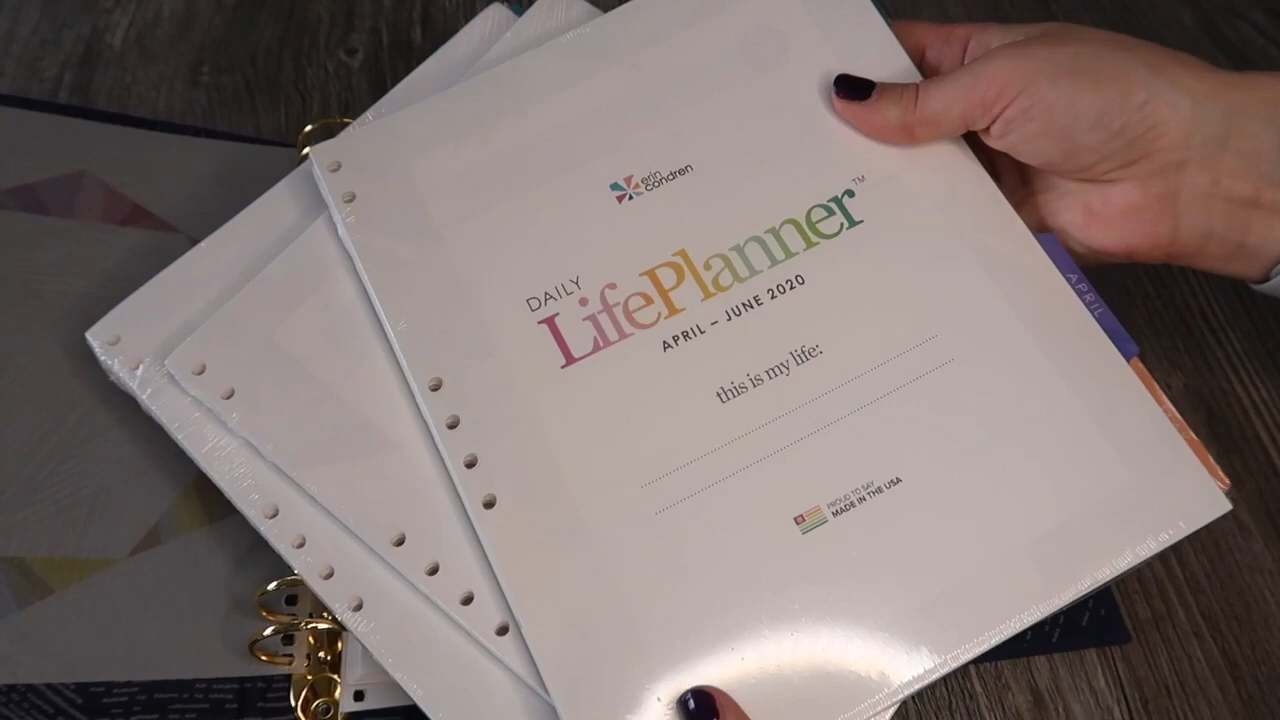 erin
condren
DAILY
LifePlanner™
APRIL – JUNE 2020
this is my life:
PROUD TO SAY
MADE IN THE USA
APRIL